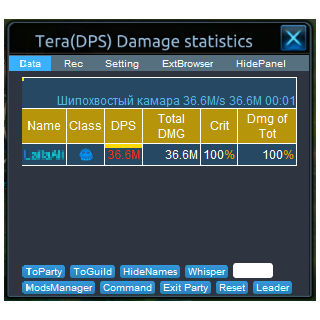 Tera(DPS) Damage statistics
Data Rec Setting ExtBrowser HidePanel
Шипохвостый камара 36.6M/s 36.6M 00:01
Name Class DPS Total DMG Crit Dmg of Tot
36.6M 36.6M 100% 100%
ToParty ToGuild HideNames Whisper
ModsManager Command Exit Party Reset Leader